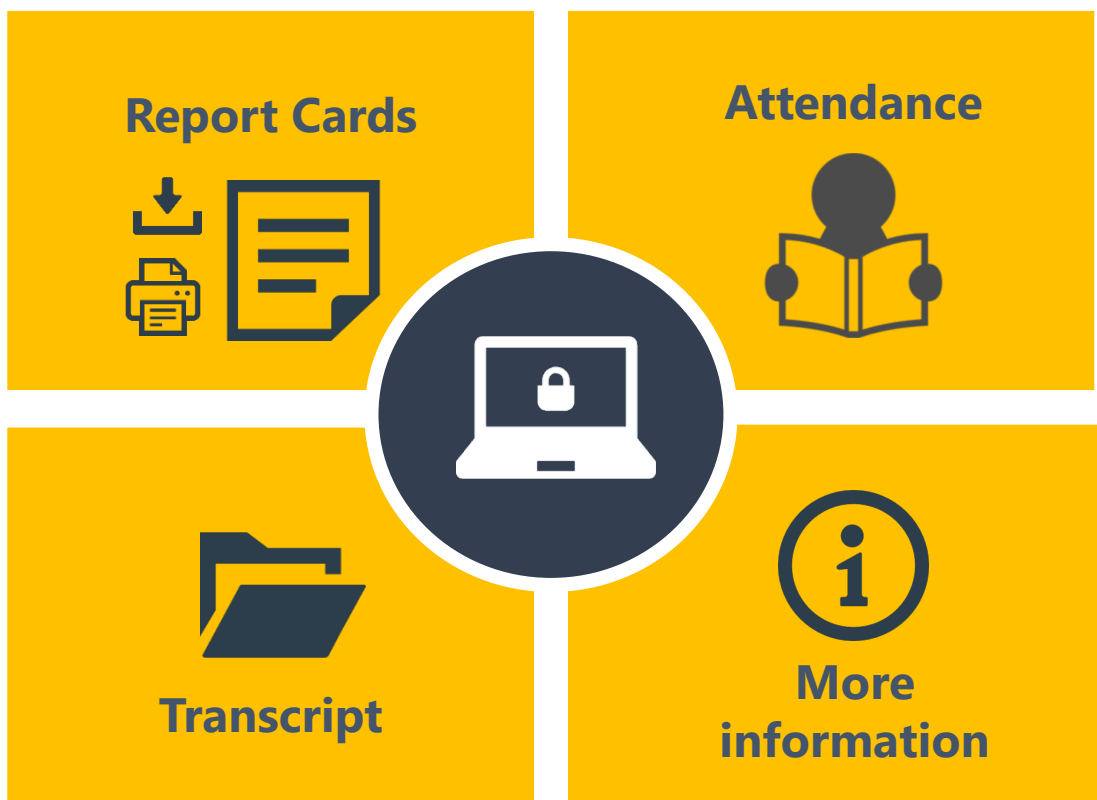 Report Cards
Attendance
Transcript
More
information